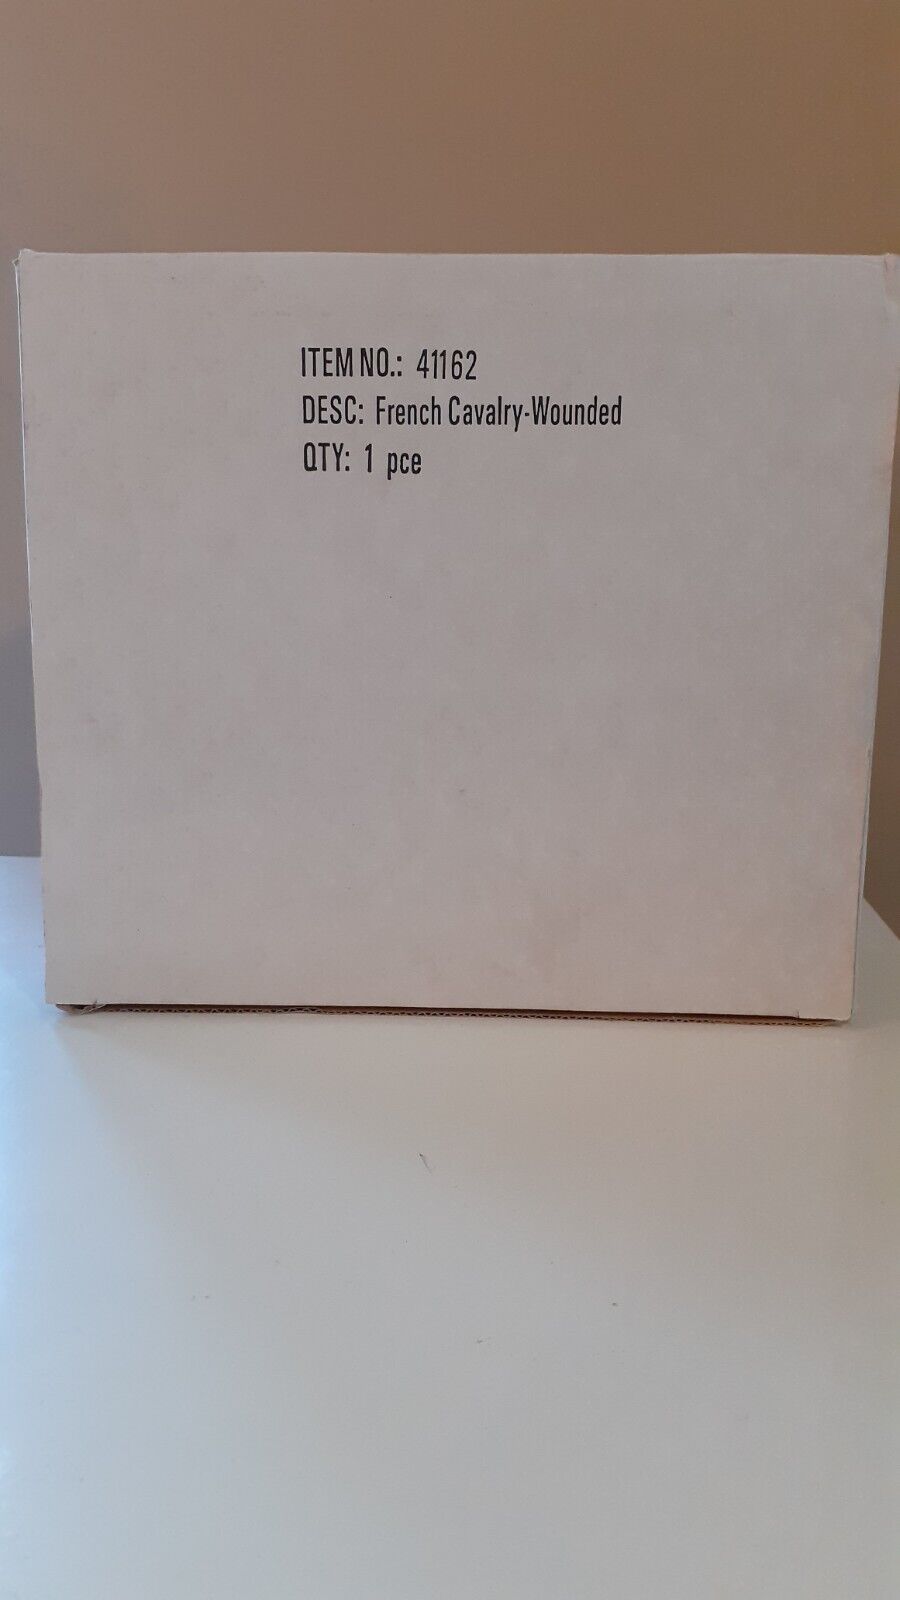 ITEM NO.: 41162
DESC: French Cavalry-Wounded
QTY: 1 pce